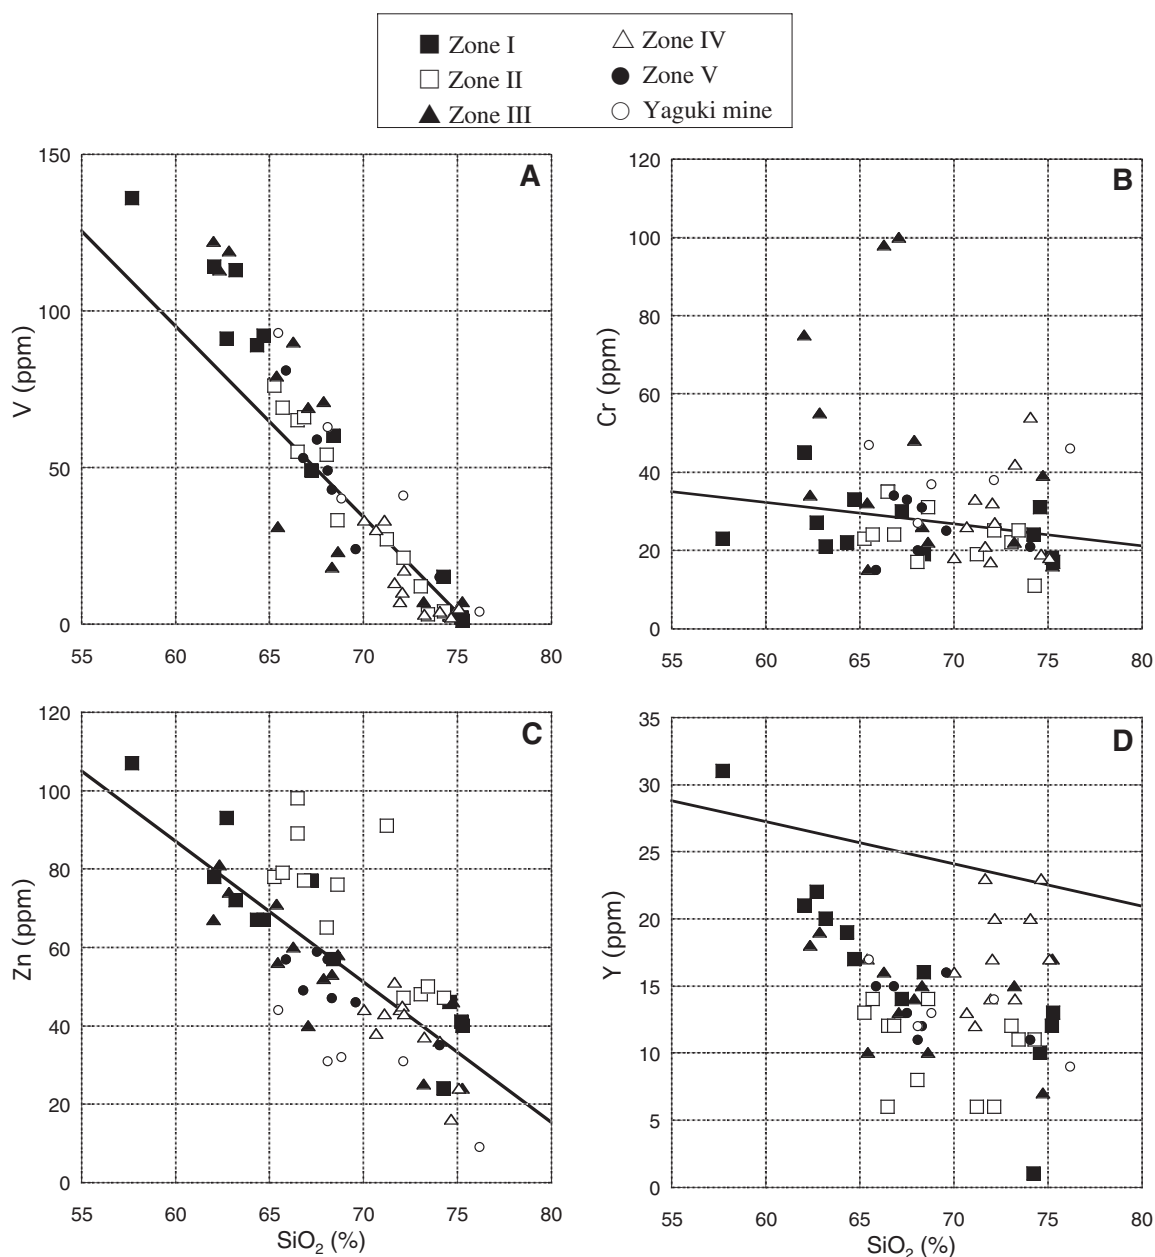 Zone I
Zone II
Zone III
Zone IV
Zone V
Yaguki mine
A
V (ppm)
150
100
50
0
55 60 65 70 75 80
B
Cr (ppm)
120
100
80
60
40
20
0
55 60 65 70 75 80
C
Zn (ppm)
120
100
80
60
40
20
0
55 60 65 70 75 80
SiO2 (%)
D
Y (ppm)
35
30
25
20
15
10
5
0
55 60 65 70 75 80
SiO2 (%)